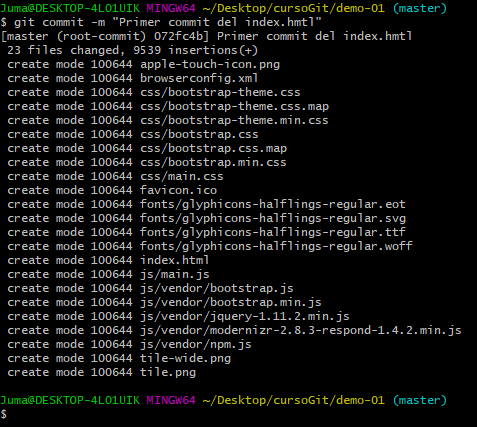 Juma@DESKTOP-4L01UIK MINGW64 ~/Desktop/cursoGit/demo-01 (master)
$ git commit -m "Primer commit del index.hmtl"
[master (root-commit) 072fc4b] Primer commit del index.hmtl
 23 files changed, 9539 insertions(+)
 create mode 100644 apple-touch-icon.png
 create mode 100644 browserconfig.xml
 create mode 100644 css/bootstrap-theme.css
 create mode 100644 css/bootstrap-theme.css.map
 create mode 100644 css/bootstrap-theme.min.css
 create mode 100644 css/bootstrap.css
 create mode 100644 css/bootstrap.css.map
 create mode 100644 css/bootstrap.min.css
 create mode 100644 css/main.css
 create mode 100644 favicon.ico
 create mode 100644 fonts/glyphicons-halflings-regular.eot
 create mode 100644 fonts/glyphicons-halflings-regular.svg
 create mode 100644 fonts/glyphicons-halflings-regular.ttf
 create mode 100644 fonts/glyphicons-halflings-regular.woff
 create mode 100644 index.html
 create mode 100644 js/main.js
 create mode 100644 js/vendor/bootstrap.js
 create mode 100644 js/vendor/bootstrap.min.js
 create mode 100644 js/vendor/jquery-1.11.2.min.js
 create mode 100644 js/vendor/modernizr-2.8.3-respond-1.4.2.min.js
 create mode 100644 js/vendor/npm.js
 create mode 100644 tile-wide.png
 create mode 100644 tile.png
Juma@DESKTOP-4L01UIK MINGW64 ~/Desktop/cursoGit/demo-01 (master)
$